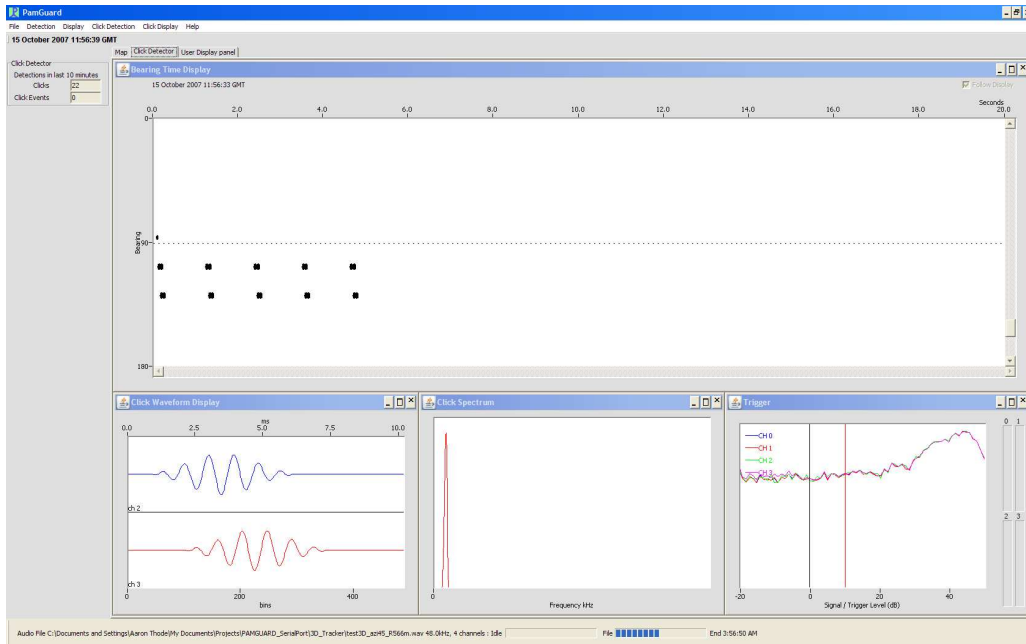 PamGuard
File Detection Display Click Detection Click Display Help
15 October 2007 11:56:39 GMT
Map Click Detector User Display panel
Click Detector
Detections in last 10 minutes
Clicks 22
Click Events 0
Bearing Time Display
15 October 2007 11:56:33 GMT
Follow Display
Seconds
0.0 2.0 4.0 6.0 8.0 10.0 12.0 14.0 16.0 18.0 20.0
0
Bearing
90
180
Click Waveform Display
ms
0.0 2.5 5.0 7.5 10.0
ch 2
ch 3
0 200 400
bins
Click Spectrum
0
Frequency kHz
Trigger
CH 0
CH 1
CH 2
CH 3
-20 0 20 40
Signal / Trigger Level (dB)
0 1
2 3
Audio File C:\Documents and Settings\Aaron Thode\My Documents\Projects\PAMGUARD_SerialPort\3D_Tracker\test3D_azi45_R566m.wav 48.0kHz, 4 channels : Idle File End 3:56:50 AM